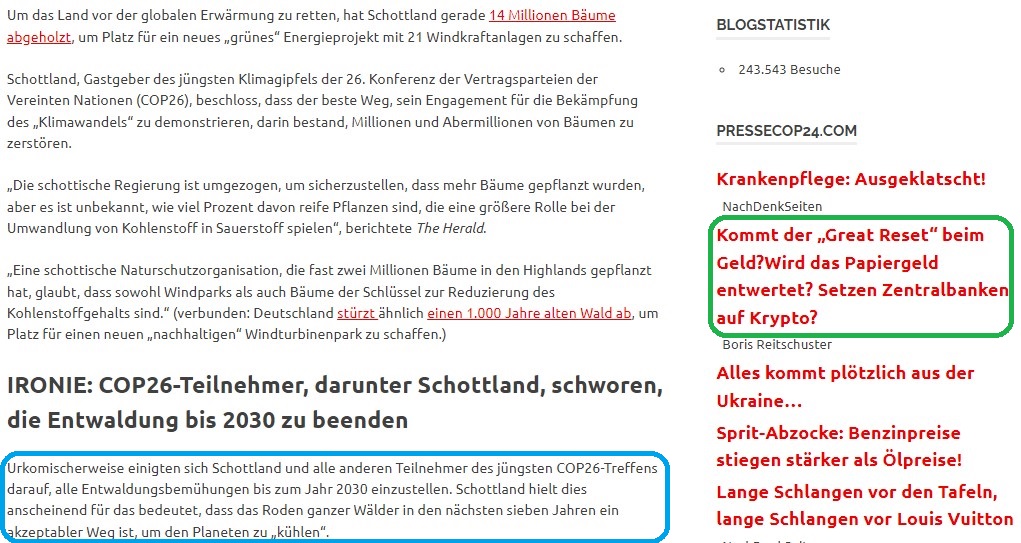 Um das Land vor der globalen Erwärmung zu retten, hat Schottland gerade 14 Millionen Bäume
abgeholzt, um Platz für ein neues „grünes“ Energieprojekt mit 21 Windkraftanlagen zu schaffen.
Schottland, Gastgeber des jüngsten Klimagipfels der 26. Konferenz der Vertragsparteien der
Vereinten Nationen (COP26), beschloss, dass der beste Weg, sein Engagement für die Bekämpfung
des „Klimawandels“ zu demonstrieren, darin bestand, Millionen und Abermillionen von Bäumen zu
zerstören.
„Die schottische Regierung ist umgezogen, um sicherzustellen, dass mehr Bäume gepflanzt wurden,
aber es ist unbekannt, wie viel Prozent davon reife Pflanzen sind, die eine größere Rolle bei der
Umwandlung von Kohlenstoff in Sauerstoff spielen“, berichtete The Herald.
„Eine schottische Naturschutzorganisation, die fast zwei Millionen Bäume in den Highlands gepflanzt
hat, glaubt, dass sowohl Windparks als auch Bäume der Schlüssel zur Reduzierung des
Kohlenstoffgehalts sind.“ (verbunden: Deutschland stürzt ähnlich einen 1.000 Jahre alten Wald ab, um
Platz für einen neuen „nachhaltigen“ Windturbinenpark zu schaffen.)
IRONIE: COP26-Teilnehmer, darunter Schottland, schworen,
die Entwaldung bis 2030 zu beenden
Urkomischerweise einigten sich Schottland und alle anderen Teilnehmer des jüngsten COP26-Treffens
darauf, alle Entwaldungsbemühungen bis zum Jahr 2030 einzustellen. Schottland hielt dies
anscheinend für das bedeutet, dass das Roden ganzer Wälder in den nächsten sieben Jahren ein
akzeptabler Weg ist, um den Planeten zu „kühlen“.
BLOGSTATISTIK
243.543 Besuche
PRESSECOP24.COM
Krankenpflege: Ausgeklatscht!
NachDenkSeiten
Kommt der „Great Reset“ beim
Geld?Wird das Papiergeld
entwertet? Setzen Zentralbanken
auf Krypto?
Boris Reitschuster
Alles kommt plötzlich aus der
Ukraine…
Sprit-Abzocke: Benzinpreise
stiegen stärker als Ölpreise!
Lange Schlangen vor den Tafeln,
lange Schlangen vor Louis Vuitton